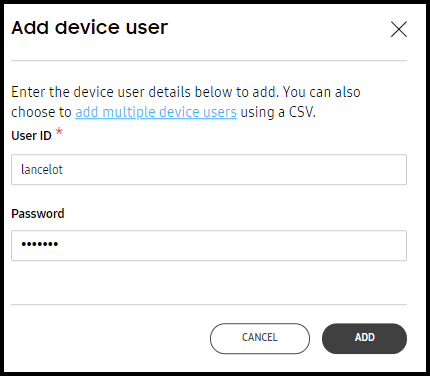 Add device user
Enter the device user details below to add. You can also
choose to add multiple device users using a CSV.
User ID *
lancelot
Password
•••••••
CANCEL
ADD